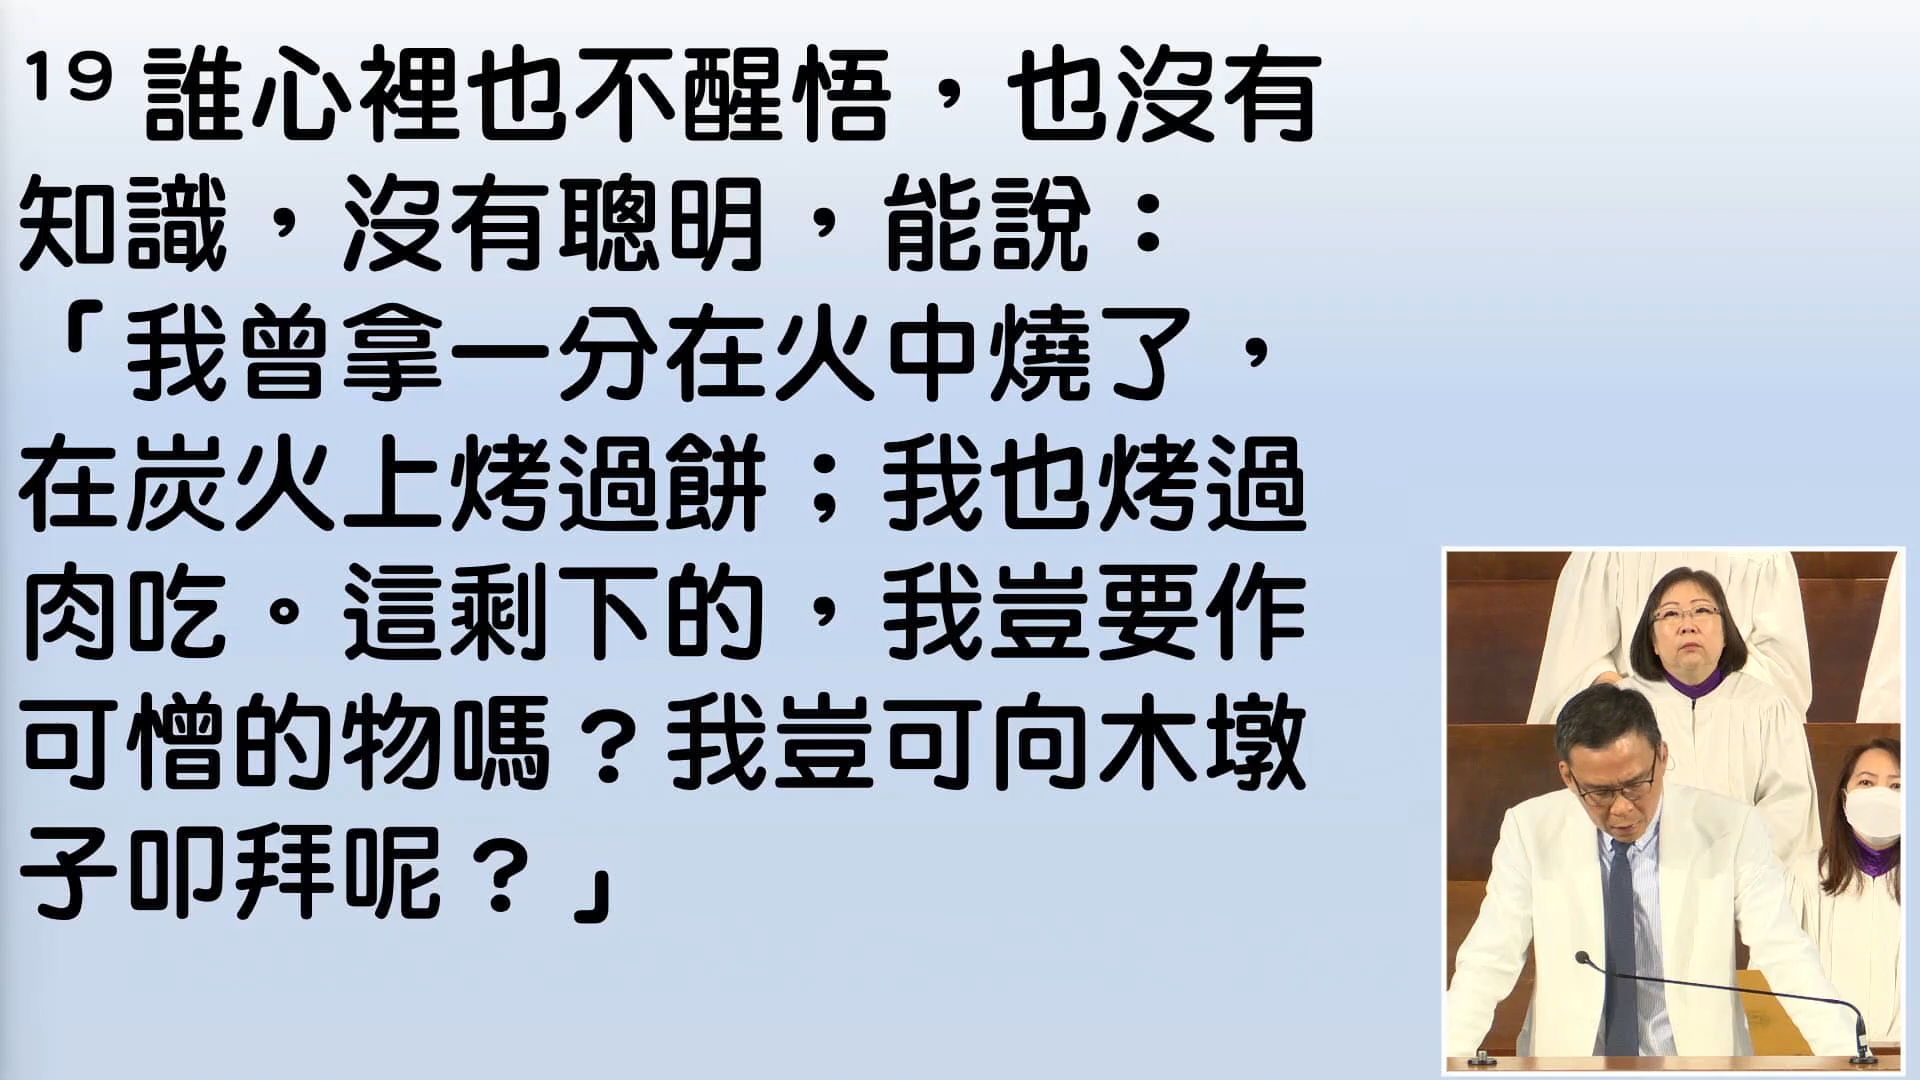 19 誰心裡也不醒悟，也沒有
知識，沒有聰明，能說：
「我曾拿一分在火中燒了，
在炭火上烤過餅；我也烤過
肉吃。這剩下的，我豈要作
可憎的物嗎？我豈可向木墩
子叩拜呢？」